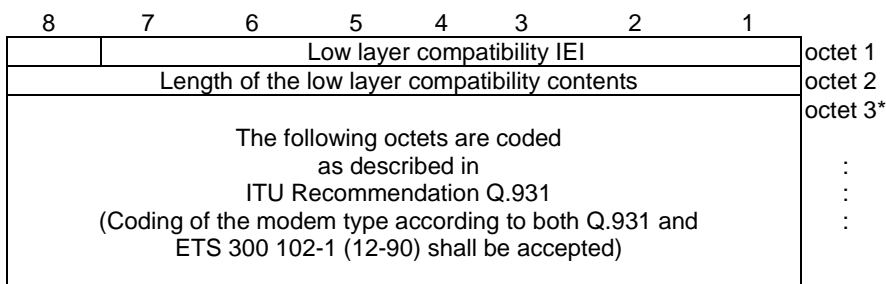 8 7 6 5 4 3 2 1
Low layer compatibility IEI octet 1
Length of the low layer compatibility contents octet 2
octet 3*
The following octets are coded
as described in :
ITU Recommendation Q.931 :
(Coding of the modem type according to both Q.931 and :
ETS 300 102-1 (12-90) shall be accepted)